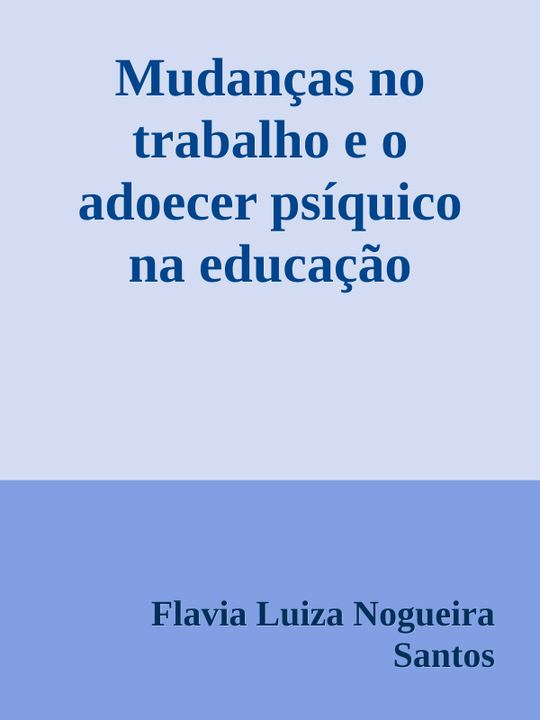 Mudanças no
trabalho e o
adoecer psíquico
na educação
Flavia Luiza Nogueira
Santos